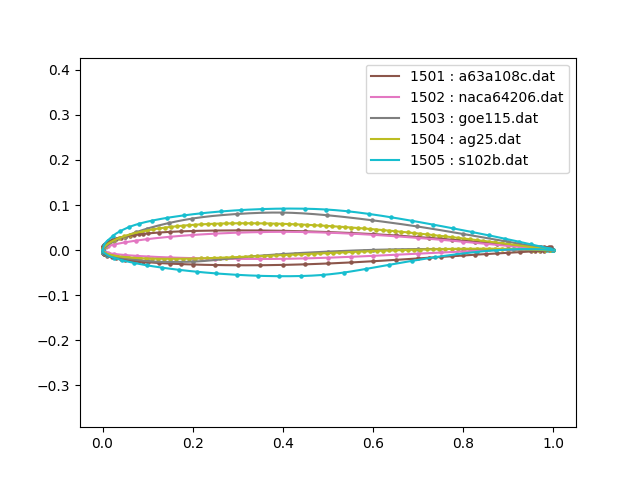 0.4
0.3
0.2
0.1
0.0
−0.1
−0.2
−0.3
0.0 0.2 0.4 0.6 0.8 1.0
1501 : a63a108c.dat
1502 : naca64206.dat
1503 : goe115.dat
1504 : ag25.dat
1505 : s102b.dat